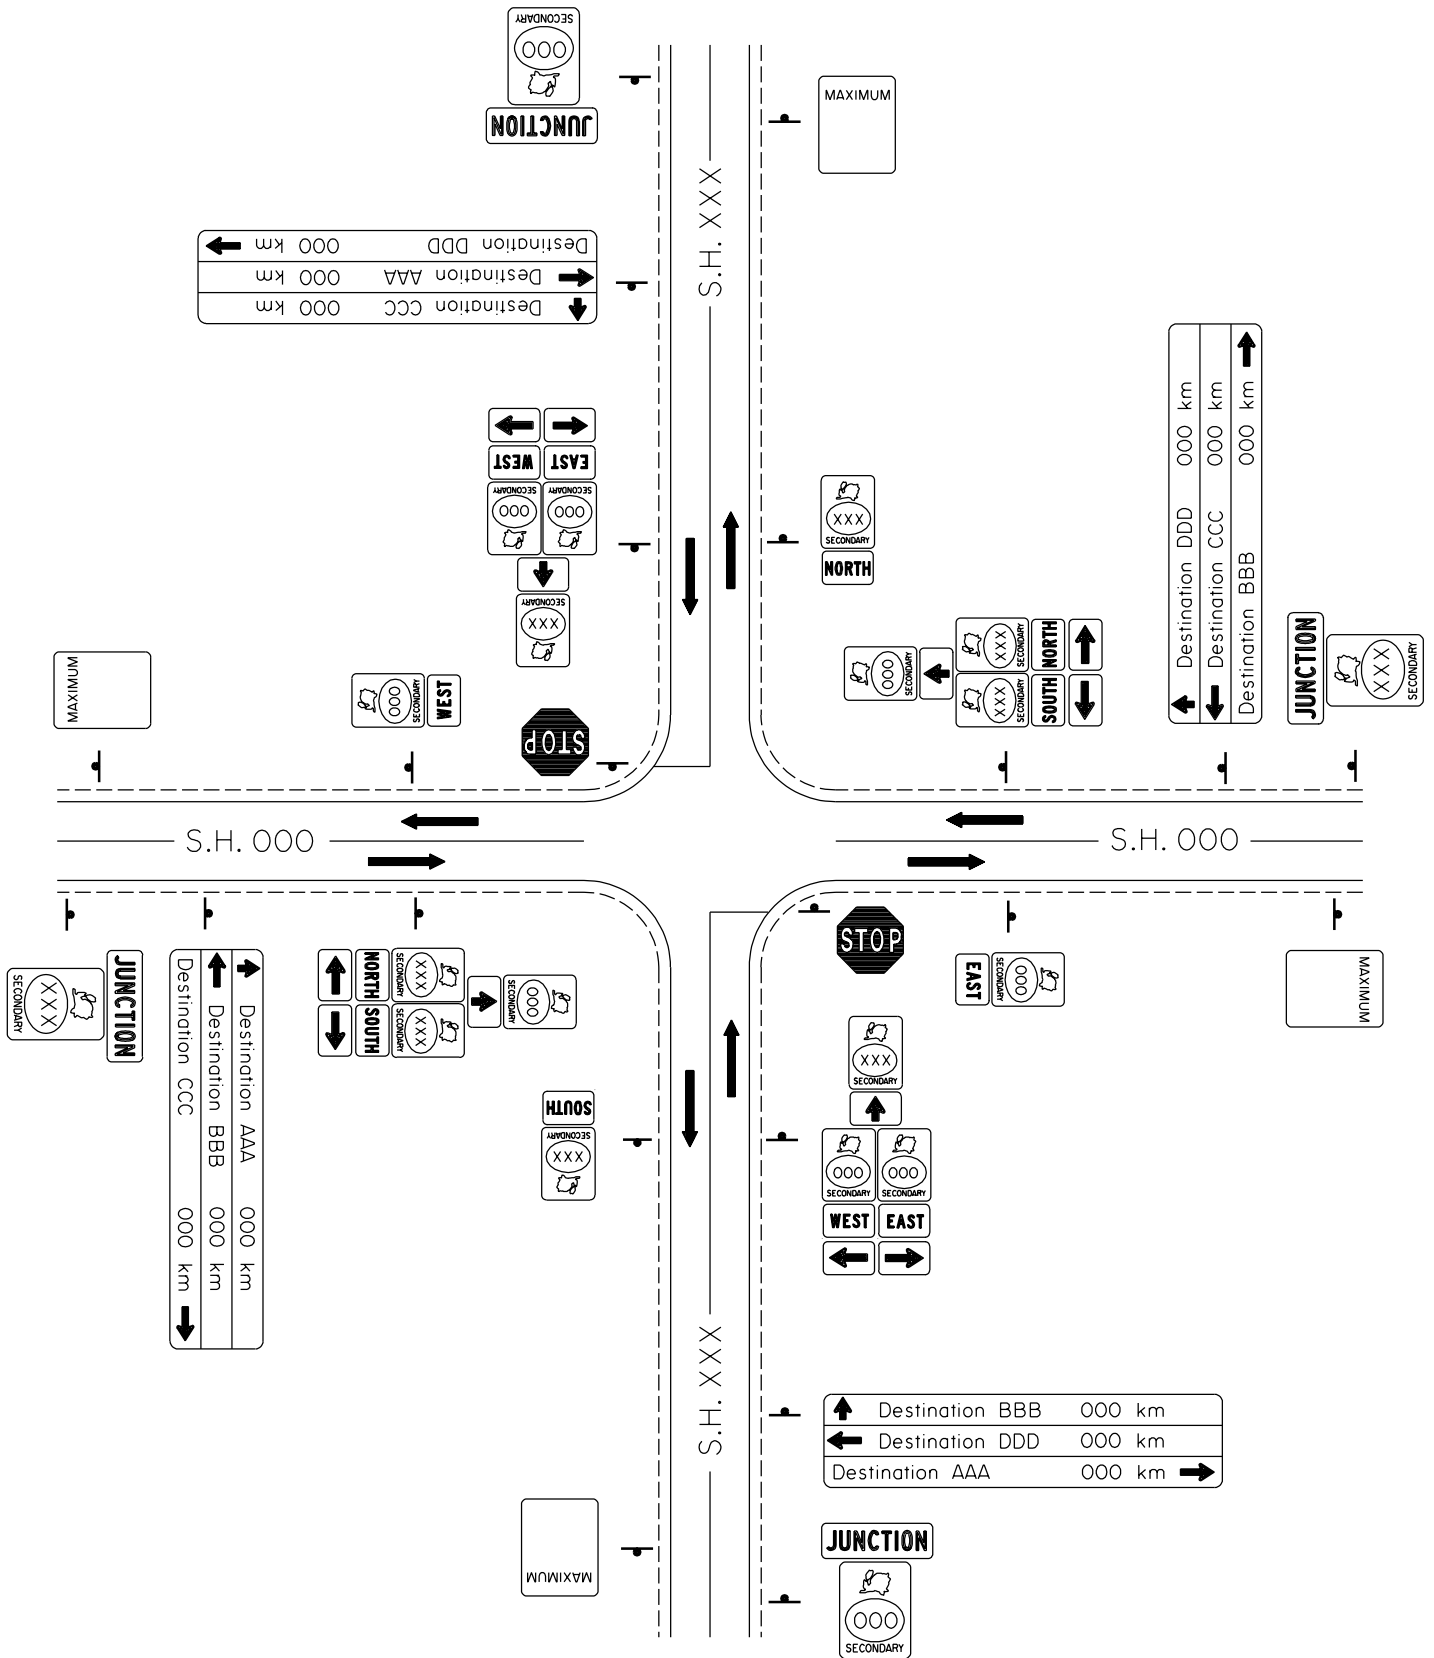 SECONDARY
000
JUNCTION
MAXIMUM
S.H. XXX
Destination DDD 000 km
Destination AAA 000 km
Destination CCC 000 km
WEST EAST
SECONDARY SECONDARY
000 000
SECONDARY
XXX
XXX
SECONDARY
NORTH
Destination DDD 000 km
Destination CCC 000 km
Destination BBB 000 km
JUNCTION
XXX
SECONDARY
000
SECONDARY
XXX XXX
SECONDARY SECONDARY
SOUTH NORTH
MAXIMUM
000
SECONDARY
WEST
STOP
S.H. 000
S.H. 000
STOP
JUNCTION
XXX
SECONDARY
Destination AAA 000 km
Destination BBB 000 km
Destination CCC 000 km
000
SECONDARY
XXX XXX
SECONDARY SECONDARY
NORTH SOUTH
000
SECONDARY
EAST
MAXIMUM
SOUTH
SECONDARY
XXX
XXX
SECONDARY
000 000
SECONDARY SECONDARY
WEST EAST
S.H. XXX
Destination BBB 000 km
Destination DDD 000 km
Destination AAA 000 km
MAXIMUM
JUNCTION
000
SECONDARY